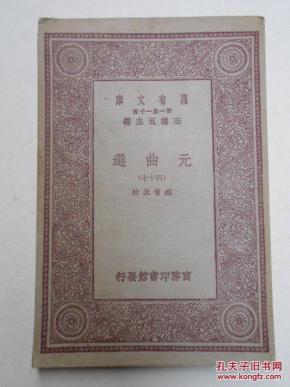 庫文有萬
種千一集一第
編主五雲王
選曲元
(七十四)
校叔晉臧
行發館書印務商
孔夫子旧书网